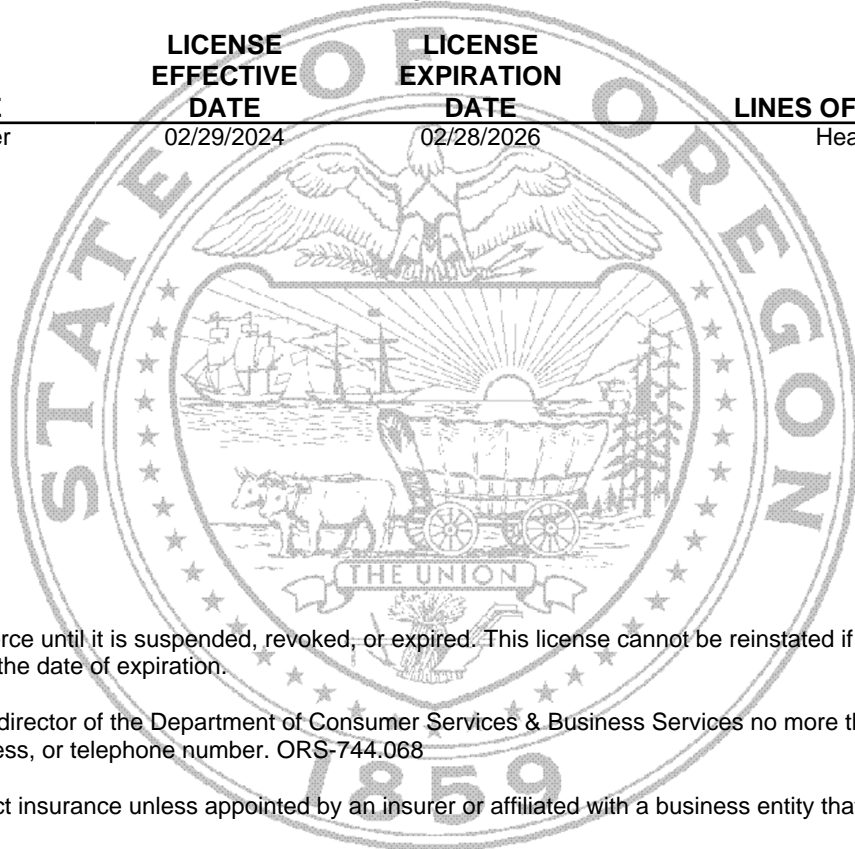 LICENSE LICENSE
EFFECTIVE EXPIRATION
DATE DATE LINES OF
er 02/29/2024 02/28/2026 Hea
STATE OF OREGON
THE UNION
rce until it is suspended, revoked, or expired. This license cannot be reinstated if
the date of expiration.
director of the Department of Consumer Services & Business Services no more th
ess, or telephone number. ORS-744.068
ct insurance unless appointed by an insurer or affiliated with a business entity tha
1859